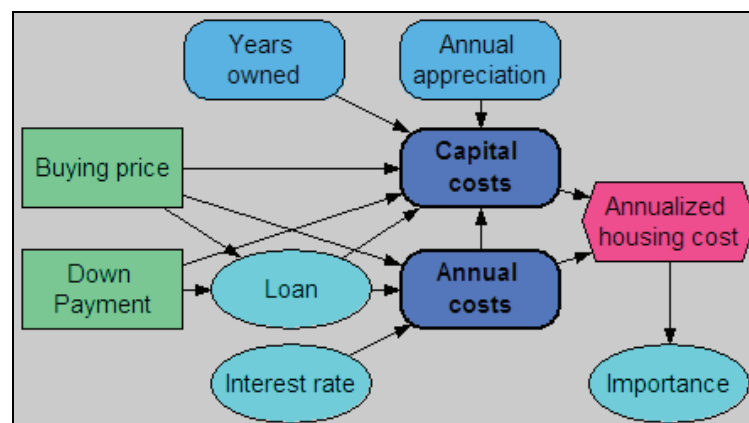 Years
owned
Annual
appreciation
Buying price
Capital
costs
Annualized
housing cost
Down
Payment
Loan
Annual
costs
Interest rate
Importance